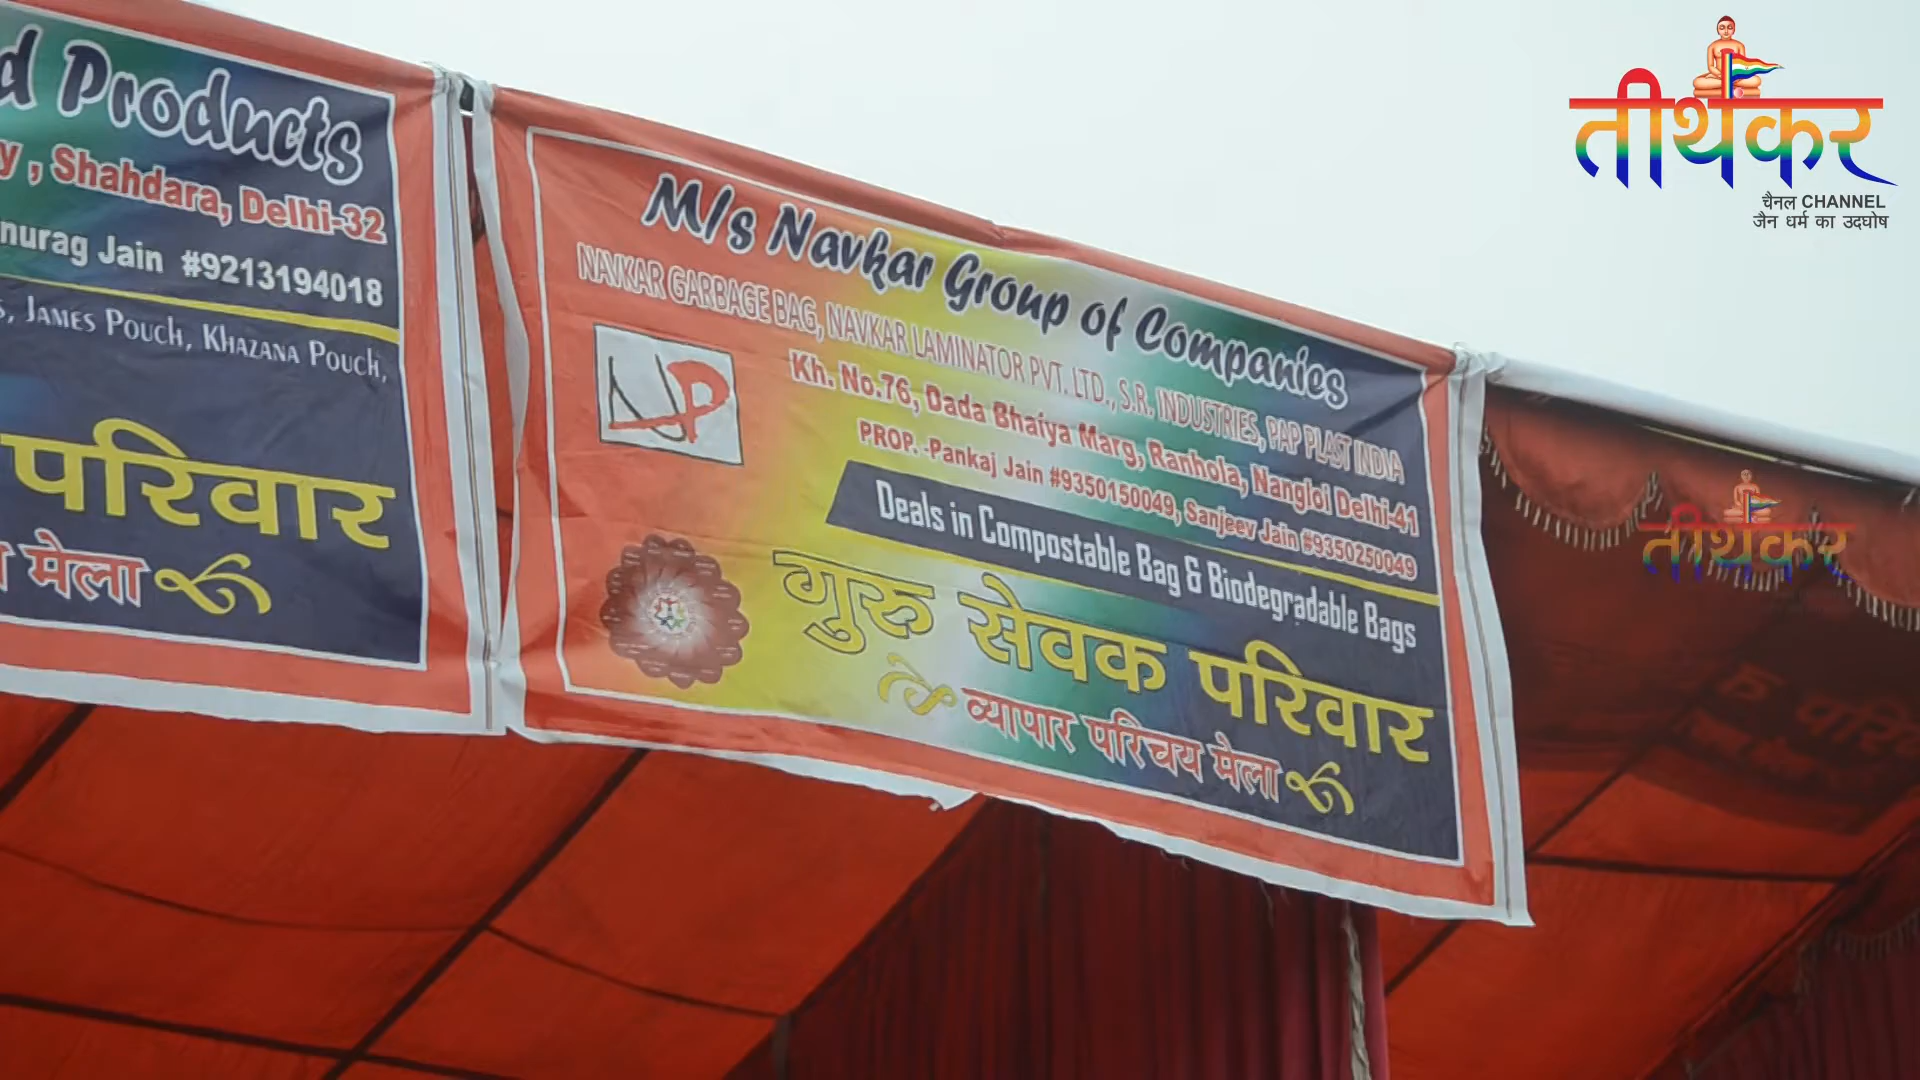 d Products
y , Shahdara, Delhi-32
nurag Jain #9213194018
s, James Pouch, Khazana Pouch,
परिवार
मेला
M/s Navkar Group of Companies
NAVKAR GARBAGE BAG, NAVKAR LAMINATOR PVT. LTD., S.R. INDUSTRIES, PAP PLAST INDIA
Kh. No.76, Dada Bhaiya Marg, Ranhola, Nangloi Delhi-41
PROP. -Pankaj Jain #9350150049, Sanjeev Jain #9350250049
Deals in Compostable Bag & Biodegradable Bags
गुरु सेवक परिवार
व्यापार परिचय मेला
तीर्थंकर
चैनल CHANNEL
जैन धर्म का उदघोष
तीर्थंकर